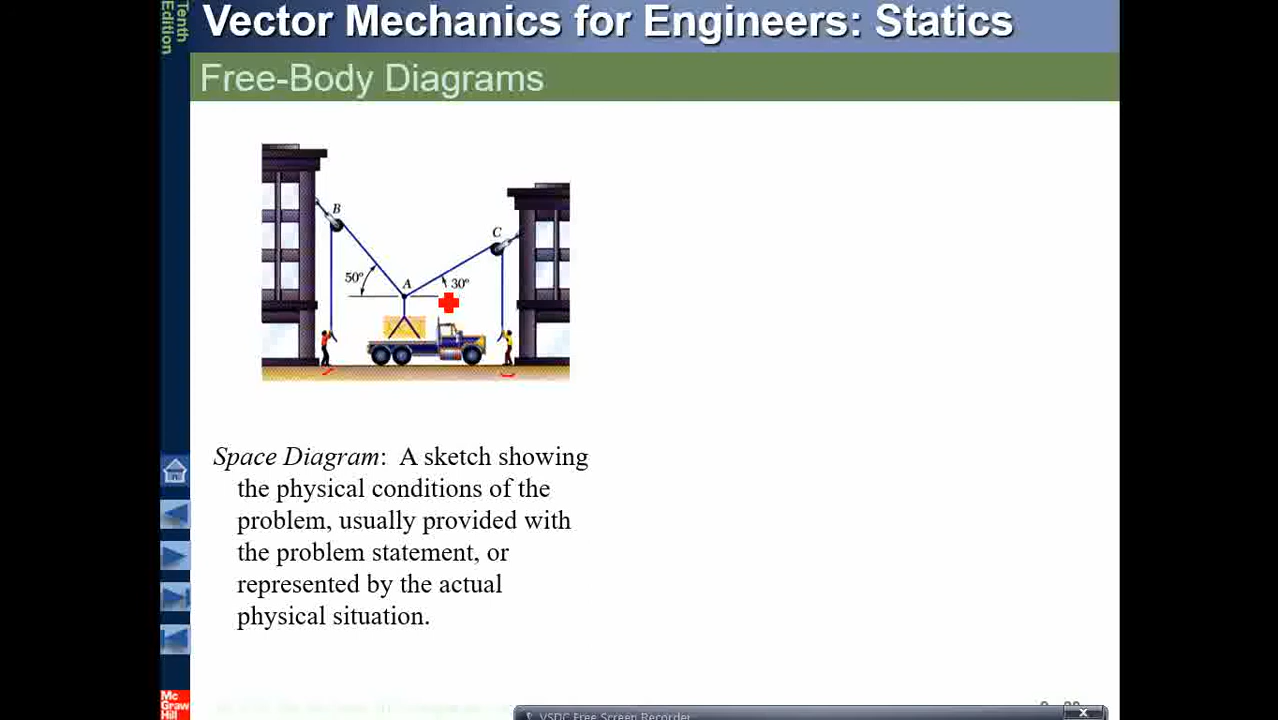 Tenth
Edition
Vector Mechanics for Engineers: Statics
Free-Body Diagrams
B
C
50°
A
30°
Space Diagram: A sketch showing
the physical conditions of the
problem, usually provided with
the problem statement, or
represented by the actual
physical situation.
Mc
Graw
Hill
VSDC Free Screen Recorder